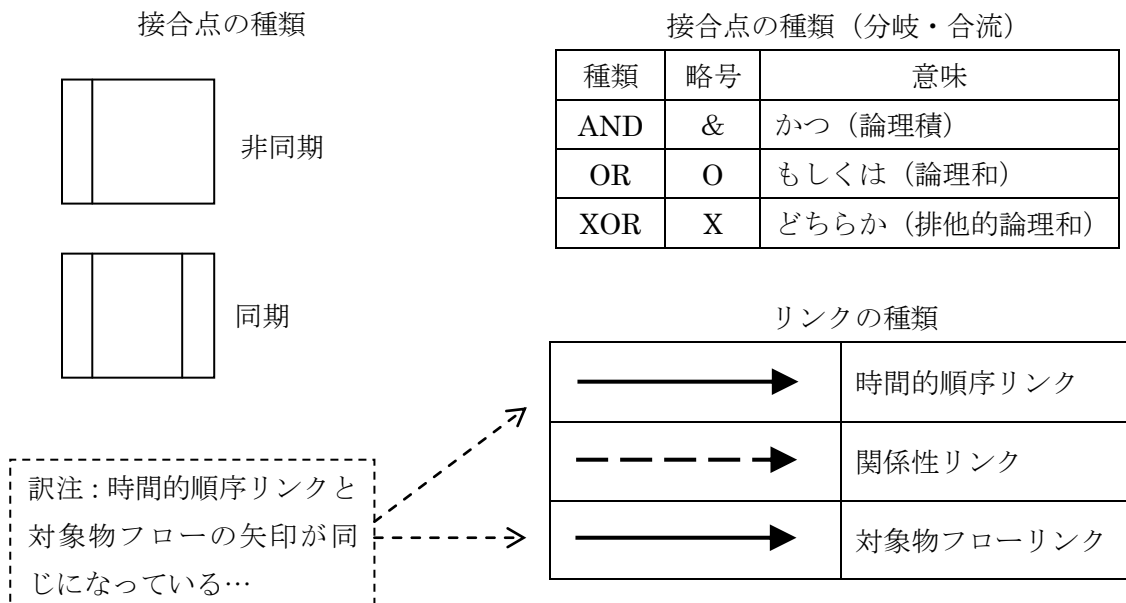 接合点の種類
非同期
同期
接合点の種類（分岐・合流）
種類 略号 意味
AND & かつ（論理積）
OR O もしくは（論理和）
XOR X どちらか（排他的論理和）
リンクの種類
時間的順序リンク
関係性リンク
対象物フローリンク
訳注：時間的順序リンクと
対象物フローの矢印が同
じになっている…